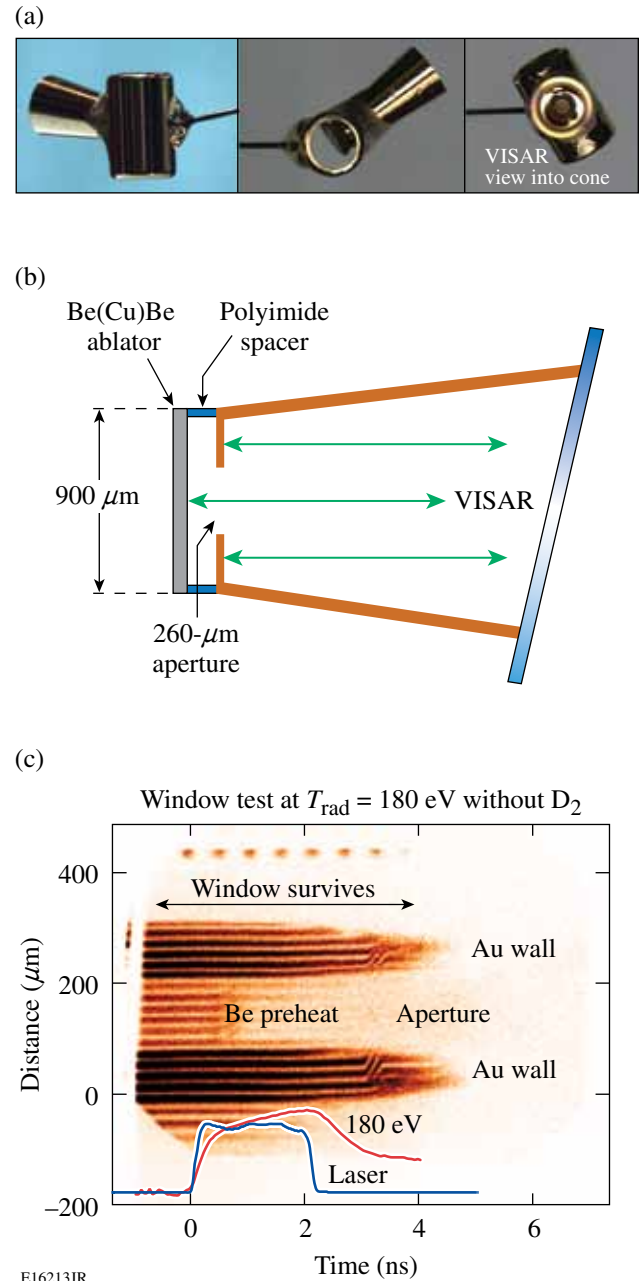 (a)
VISAR
view into cone
(b)
Be(Cu)Be
ablator
Polyimide
spacer
900 μm
VISAR
260-μm
aperture
(c)
Window test at Trad = 180 eV without D2
Window survives
Au wall
Be preheat
Aperture
Au wall
180 eV
Laser
Distance (μm)
400
200
0
–200
0
2
4
6
Time (ns)
E16213JR